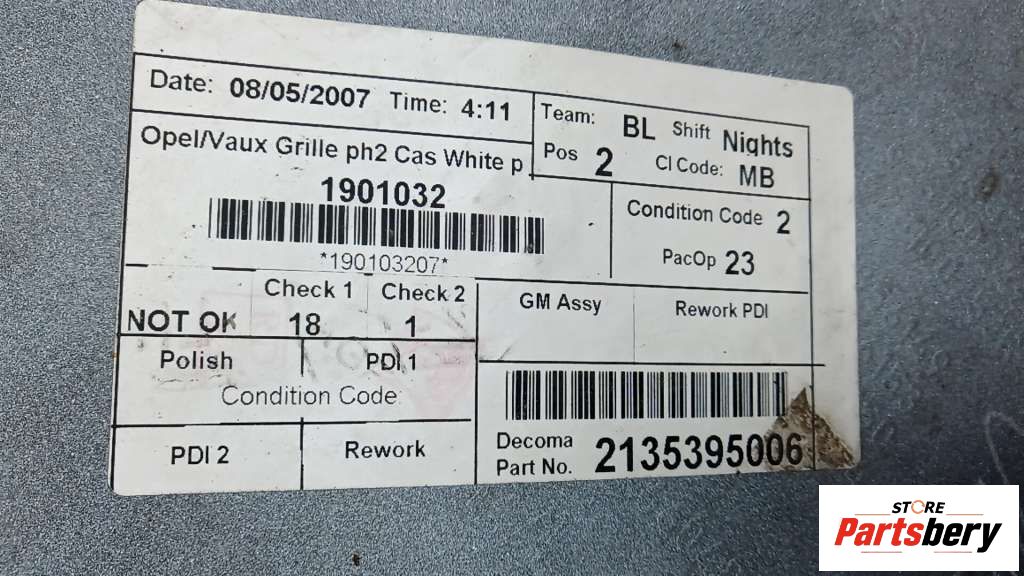 Date: 08/05/2007 Time: 4:11
Team: BL Shift Nights
Pos 2 Cl Code: MB
Opel/Vaux Grille ph2 Cas White p
1901032
*190103207*
Condition Code 2
PacOp 23
Check 1 Check 2
NOT OK 18 1
GM Assy Rework PDI
Polish PDI 1
Condition Code:
PDI 2 Rework
Decoma
Part No. 2135395006
STORE
Partsbery